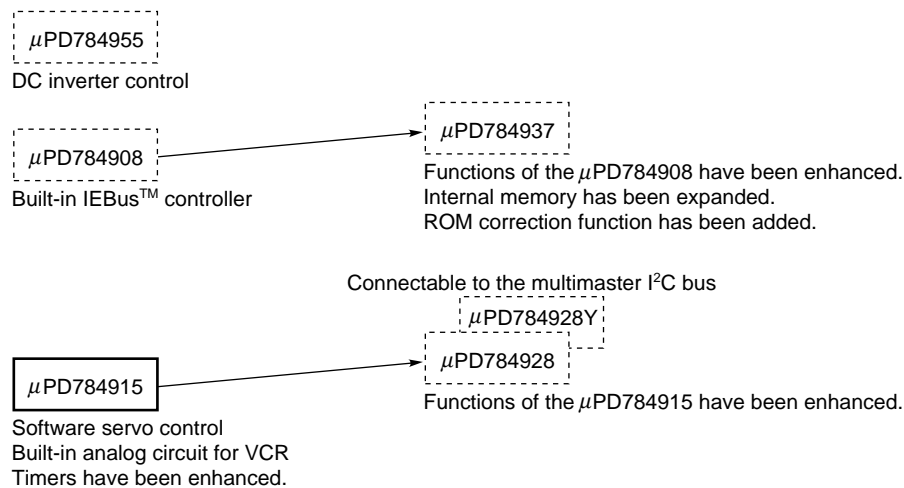 μPD784955
DC inverter control
μPD784908
Built-in IEBus™ controller
μPD784937
Functions of the μPD784908 have been enhanced.
Internal memory has been expanded.
ROM correction function has been added.
Connectable to the multimaster I²C bus
μPD784928Y
μPD784928
Functions of the μPD784915 have been enhanced.
μPD784915
Software servo control
Built-in analog circuit for VCR
Timers have been enhanced.